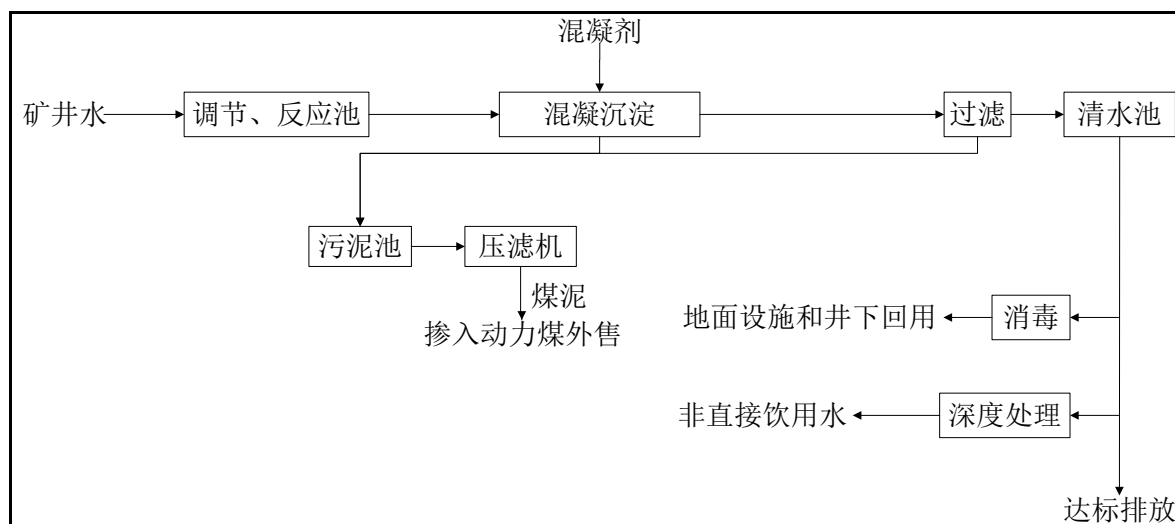 混凝剂
矿井水
调节、反应池
混凝沉淀
过滤
清水池
污泥池
压滤机
煤泥
掺入动力煤外售
地面设施和井下回用
消毒
非直接饮用水
深度处理
达标排放